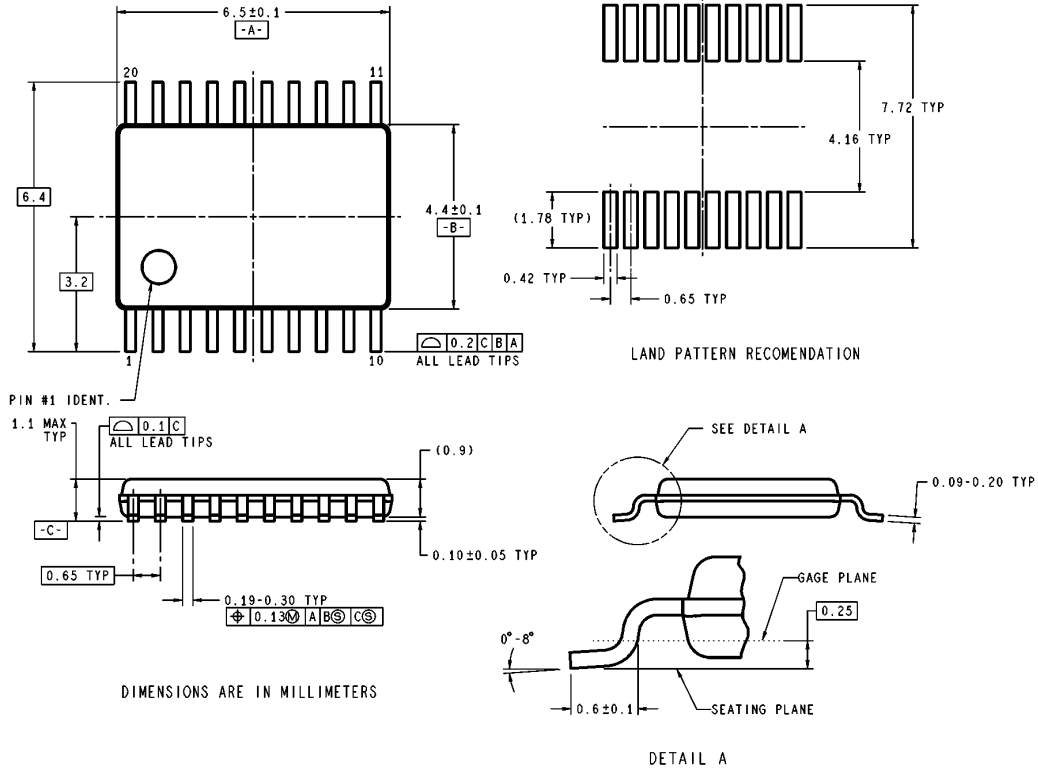 6.5±0.1
-A-
20
11
7.72 TYP
4.16 TYP
6.4
4.4±0.1
-B-
(1.78 TYP)
3.2
0.42 TYP
0.65 TYP
1
10
⌓ 0.2 C B A
ALL LEAD TIPS
LAND PATTERN RECOMENDATION
PIN #1 IDENT.
1.1 MAX
TYP
⌓ 0.1 C
ALL LEAD TIPS
(0.9)
SEE DETAIL A
0.09-0.20 TYP
-C-
0.10±0.05 TYP
0.65 TYP
0.19-0.30 TYP
⌖ 0.13Ⓜ A BⓈ CⓈ
GAGE PLANE
0.25
0°-8°
DIMENSIONS ARE IN MILLIMETERS
0.6±0.1
SEATING PLANE
DETAIL A